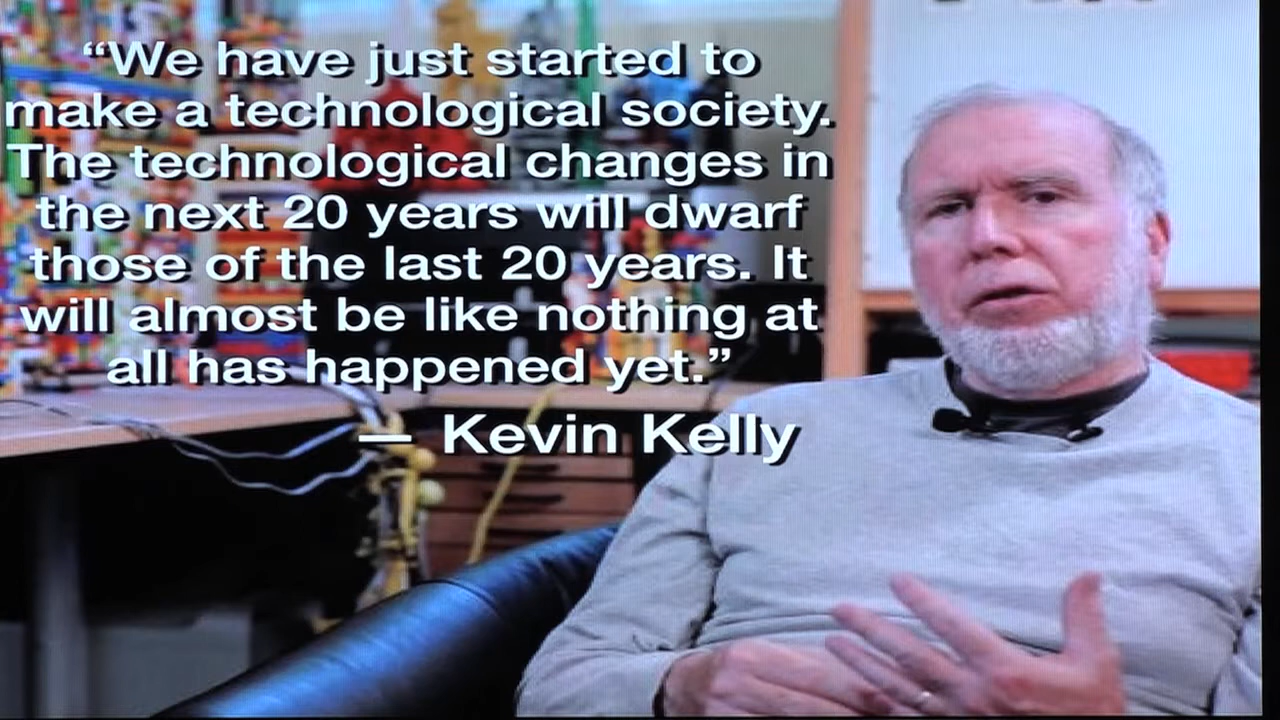 “We have just started to
make a technological society.
The technological changes in
the next 20 years will dwarf
those of the last 20 years. It
will almost be like nothing at
all has happened yet.”
— Kevin Kelly